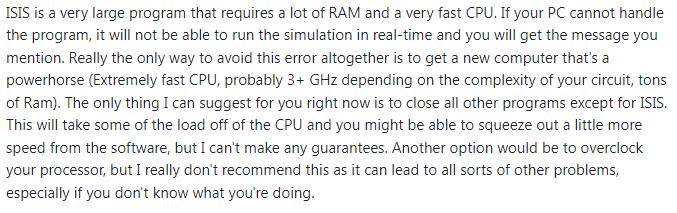 ISIS is a very large program that requires a lot of RAM and a very fast CPU. If your PC cannot handle
the program, it will not be able to run the simulation in real-time and you will get the message you
mention. Really the only way to avoid this error altogether is to get a new computer that's a
powerhorse (Extremely fast CPU, probably 3+ GHz depending on the complexity of your circuit, tons
of Ram). The only thing I can suggest for you right now is to close all other programs except for ISIS.
This will take some of the load off of the CPU and you might be able to squeeze out a little more
speed from the software, but I can't make any guarantees. Another option would be to overclock
your processor, but I really don't recommend this as it can lead to all sorts of other problems,
especially if you don't know what you're doing.